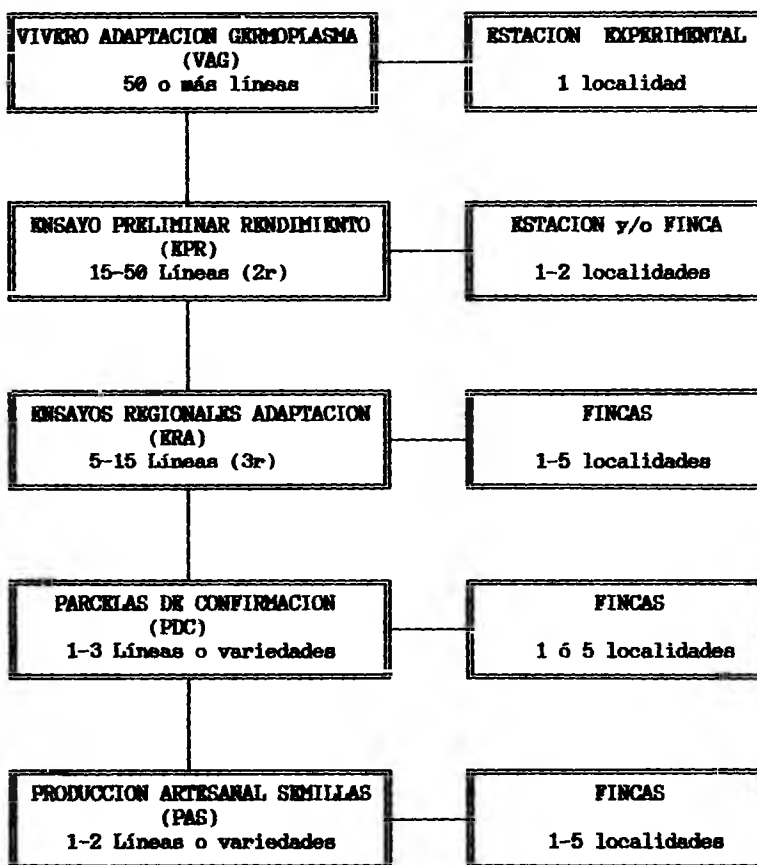 VIVERO ADAPTACION GERMOPLASMA
(VAG)
50 o más líneas
ESTACION EXPERIMENTAL
1 localidad
ENSAYO PRELIMINAR RENDIMIENTO
(EPR)
15-50 Líneas (2r)
ESTACION y/o FINCA
1-2 localidades
ENSAYOS REGIONALES ADAPTACION
(ERA)
5-15 Líneas (3r)
FINCAS
1-5 localidades
PARCELAS DE CONFIRMACION
(PDC)
1-3 Líneas o variedades
FINCAS
1 ó 5 localidades
PRODUCCION ARTESANAL SEMILLAS
(PAS)
1-2 Líneas o variedades
FINCAS
1-5 localidades